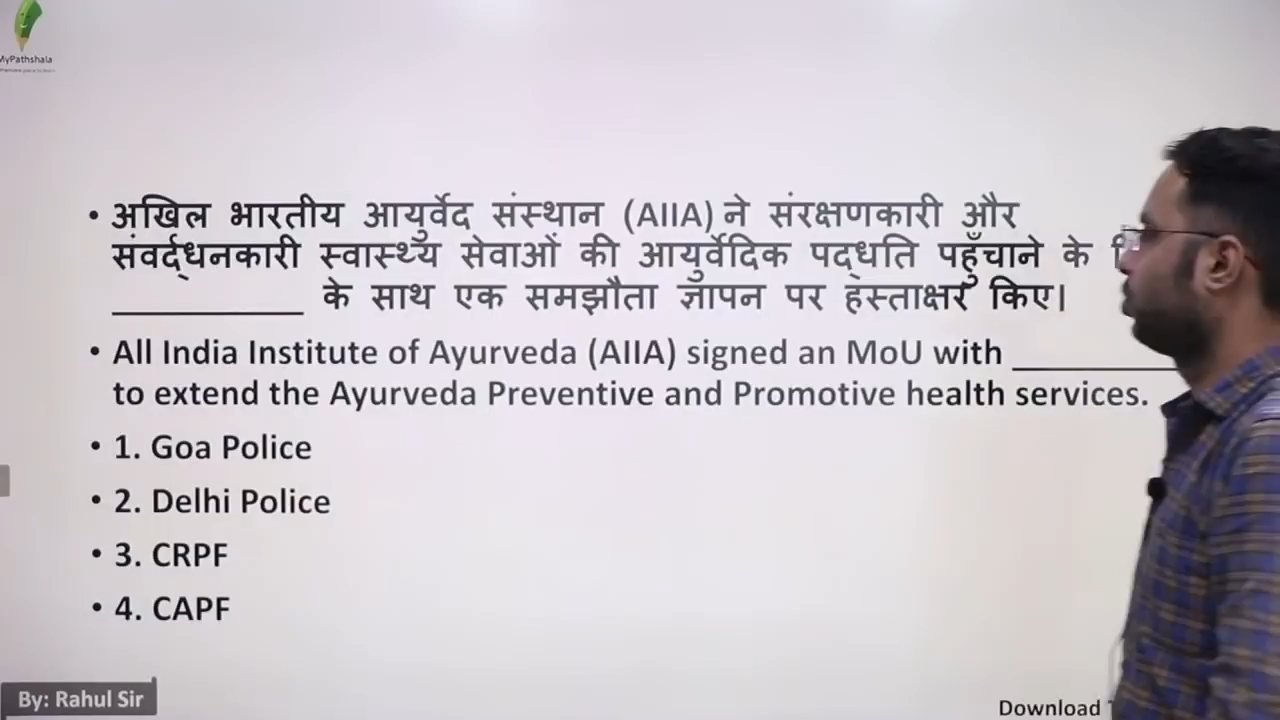 MyPathshala
• अखिल भारतीय आयुर्वेद संस्थान (AIIA) ने संरक्षणकारी और
संवर्द्धनकारी स्वास्थ्य सेवाओं की आयुर्वेदिक पद्धति पहुँचाने के
__________ के साथ एक समझौता ज्ञापन पर हस्ताक्षर किए।
• All India Institute of Ayurveda (AIIA) signed an MoU with __________
to extend the Ayurveda Preventive and Promotive health services.
• 1. Goa Police
• 2. Delhi Police
• 3. CRPF
• 4. CAPF
By: Rahul Sir
Download